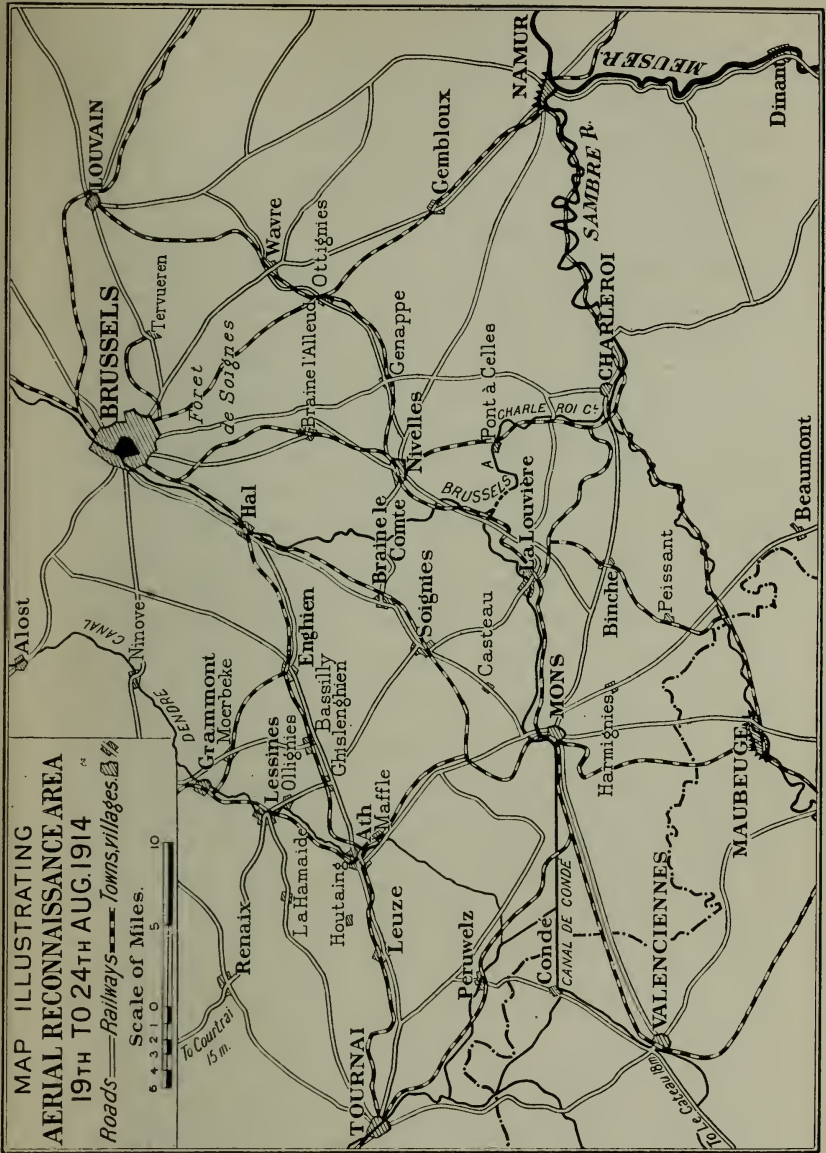 MAP ILLUSTRATING
AERIAL RECONNAISSANCE AREA
19TH TO 24TH AUG. 1914
Roads Railways Towns, villages
Scale of Miles.
5 4 3 2 1 0 5 10
Alost
CANAL
Ninove
DENDRE
BRUSSELS
LOUVAIN
Tervueren
Foret
de Soignes
Wavre
Ottignies
Gembloux
NAMUR
MEUSE R.
Dinant
SAMBRE R.
Grammont
Moerbeke
Lessines
Ollignies
Bassilly
Ghislenghien
Enghien
Hal
Braine l'Alleud
Genappe
Nivelles
Braine le
Comte
Soignies
Casteau
BRUSSELS
A
Pont à Celles
CHARLEROI CL.
CHARLEROI
La Louvière
Renaix
To Courtrai
15 m.
La Hamaide
Houtaing
Ath
Maffle
Leuze
TOURNAI
Peruwelz
Condé
CANAL DE CONDÉ
MONS
Harmignies
Binche
Peissant
Beaumont
MAUBEUGE
VALENCIENNES
To Le Cateau 18m